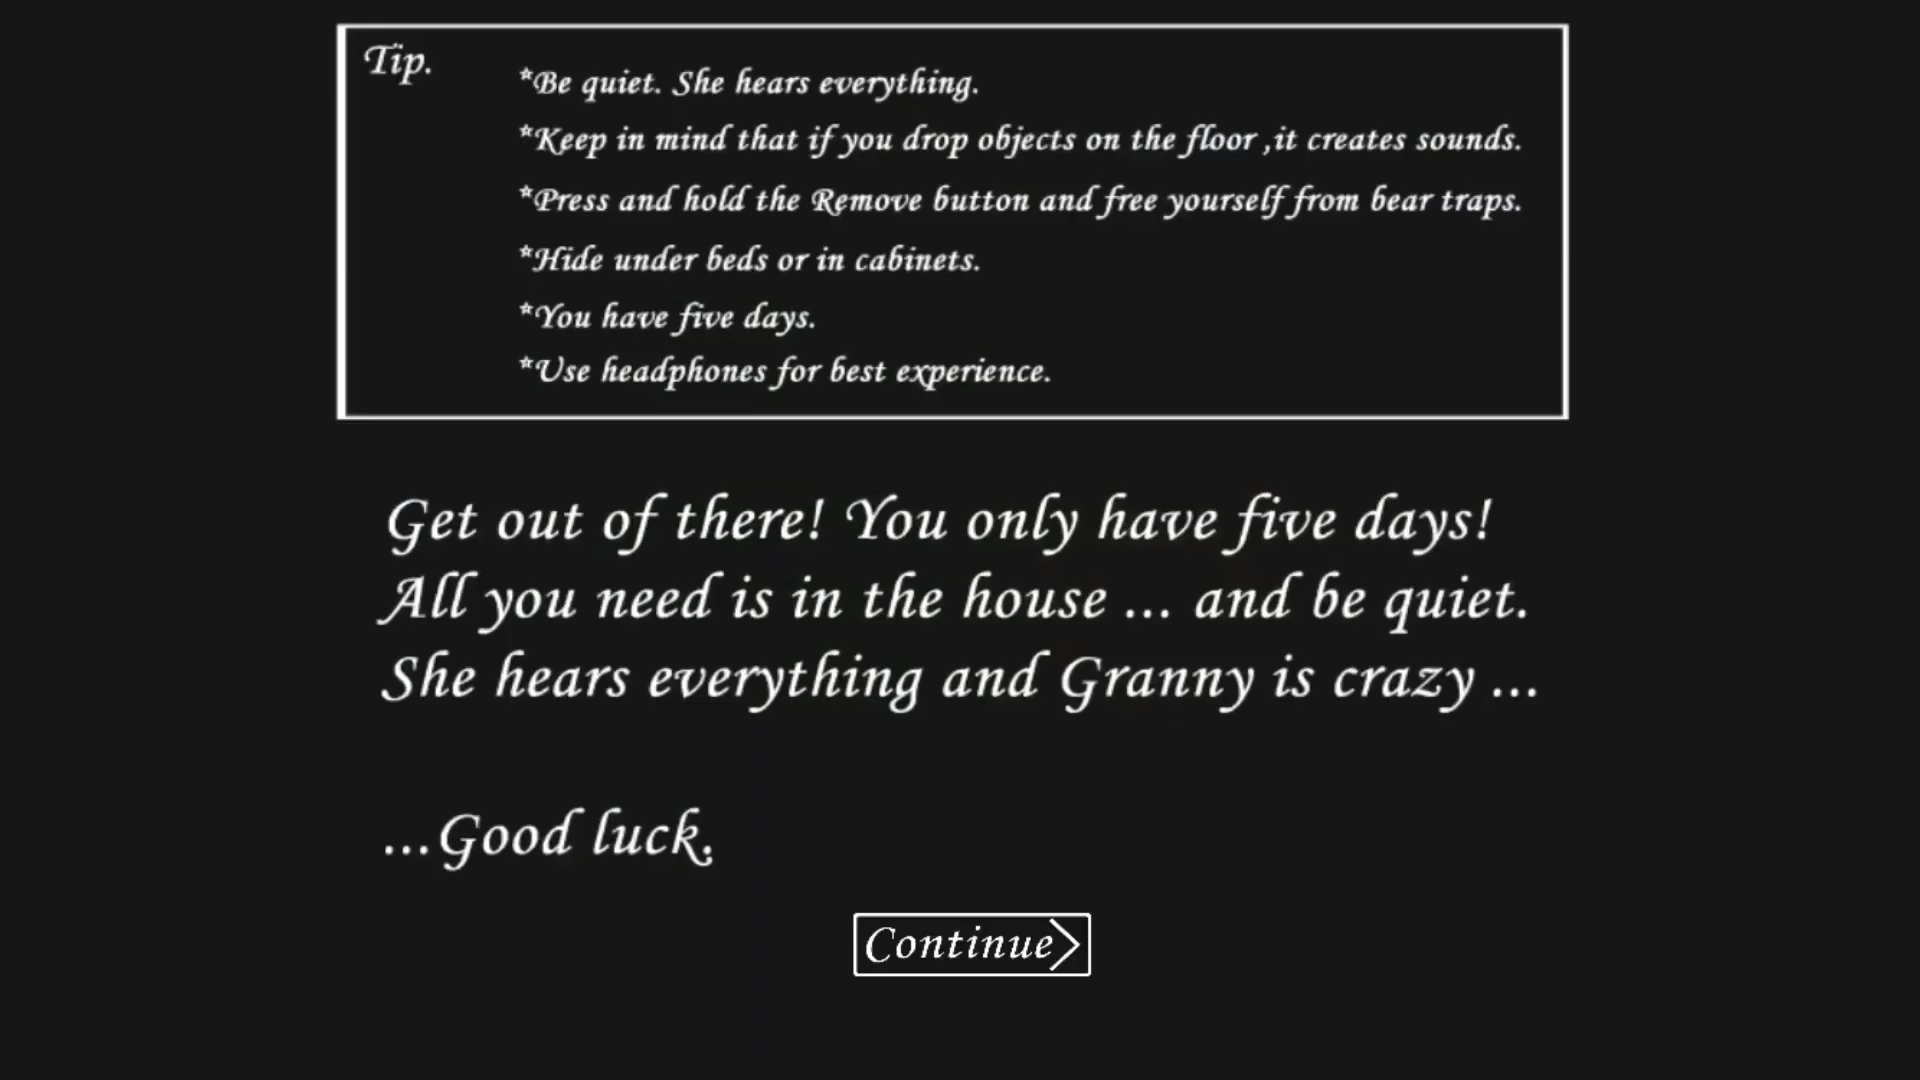 Tip.
*Be quiet. She hears everything.
*Keep in mind that if you drop objects on the floor ,it creates sounds.
*Press and hold the Remove button and free yourself from bear traps.
*Hide under beds or in cabinets.
*You have five days.
*Use headphones for best experience.
Get out of there! You only have five days!
All you need is in the house ... and be quiet.
She hears everything and Granny is crazy ...
...Good luck.
Continue>